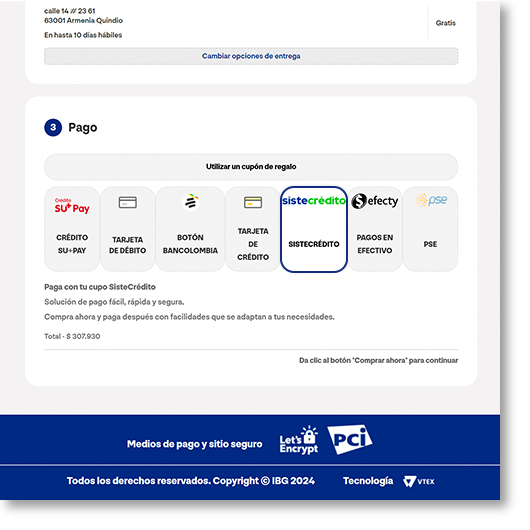 calle 14 # 23 61
63001 Armenia Quindio
En hasta 10 días hábiles
Gratis
Cambiar opciones de entrega
3 Pago
Utilizar un cupón de regalo
Crédito
SU+Pay
CRÉDITO
SU+PAY
TARJETA
DE DÉBITO
BOTÓN
BANCOLOMBIA
TARJETA
DE
CRÉDITO
sistecrédito
SISTECRÉDITO
Efecty
PAGOS EN
EFECTIVO
pse
PSE
Paga con tu cupo SisteCrédito
Solución de pago fácil, rápida y segura.
Compra ahora y paga después con facilidades que se adaptan a tus necesidades.
Total - $ 307.930
Da clic al botón "Comprar ahora" para continuar
Medios de pago y sitio seguro
Let's
Encrypt
PCI
Todos los derechos reservados. Copyright © IBG 2024
Tecnología
VTEX